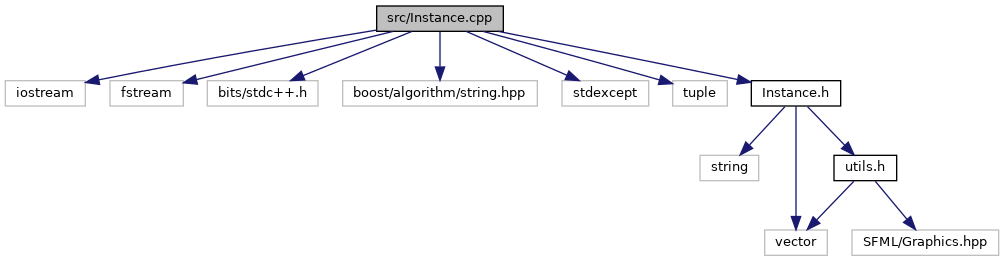 src/Instance.cpp
iostream
fstream
bits/stdc++.h
boost/algorithm/string.hpp
stdexcept
tuple
Instance.h
string
utils.h
vector
SFML/Graphics.hpp